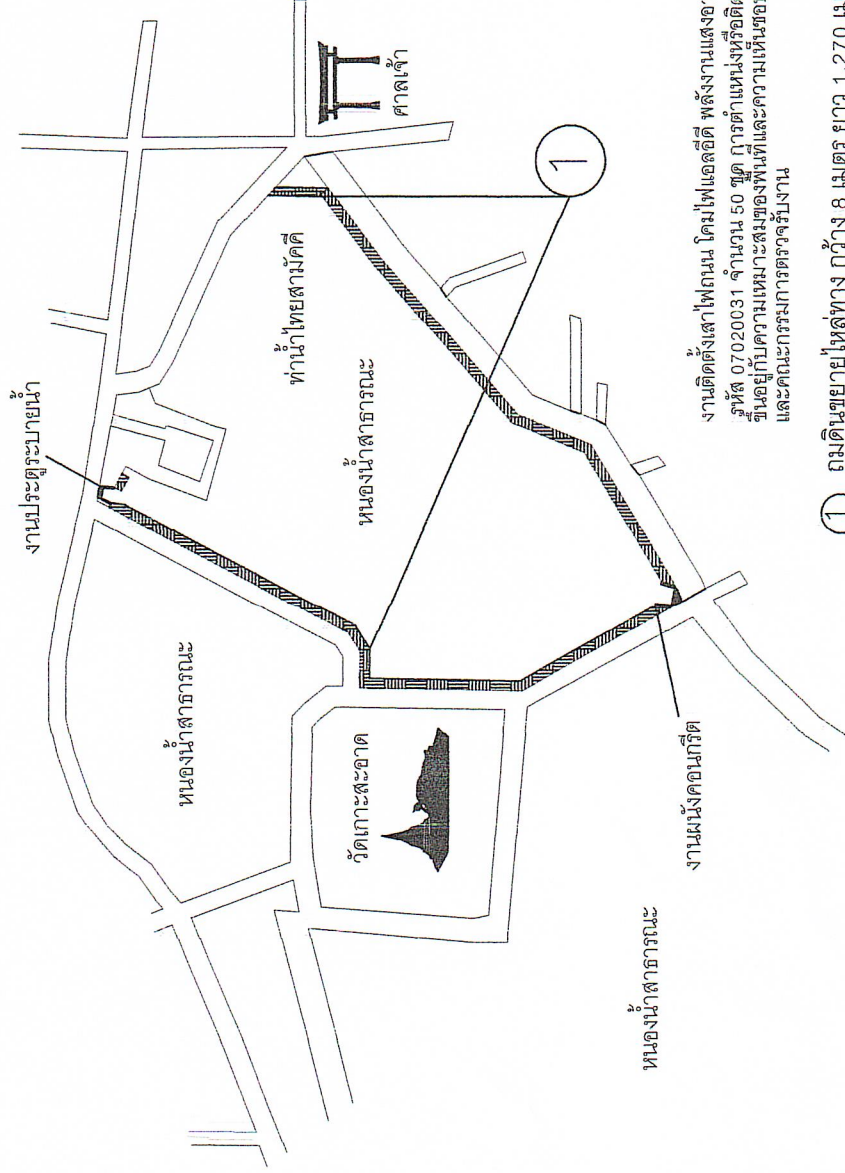 งานประตูระบายน้ำ
ศาลเจ้า
ท่าน้ำไทยสามัคคี
หนองน้ำสาธารณะ
1
หนองน้ำสาธารณะ
วัดเกาะสะอาด
งานผนังคอนกรีต
หนองน้ำสาธารณะ
งานติดตั้งเสาไฟถนน โคมไฟแอลอีดี พลังงานแสงอา
รหัส 07020031 จำนวน 50 ชุด การตำแหน่งหรือติด
ขึ้นอยู่กับความเหมาะสมของพื้นที่และความเห็นชอบ
และคณะกรรมการตรวจรับงาน
1 ถมดินขยายไหล่ทาง กว้าง 8 เมตร ยาว 1,270 เม